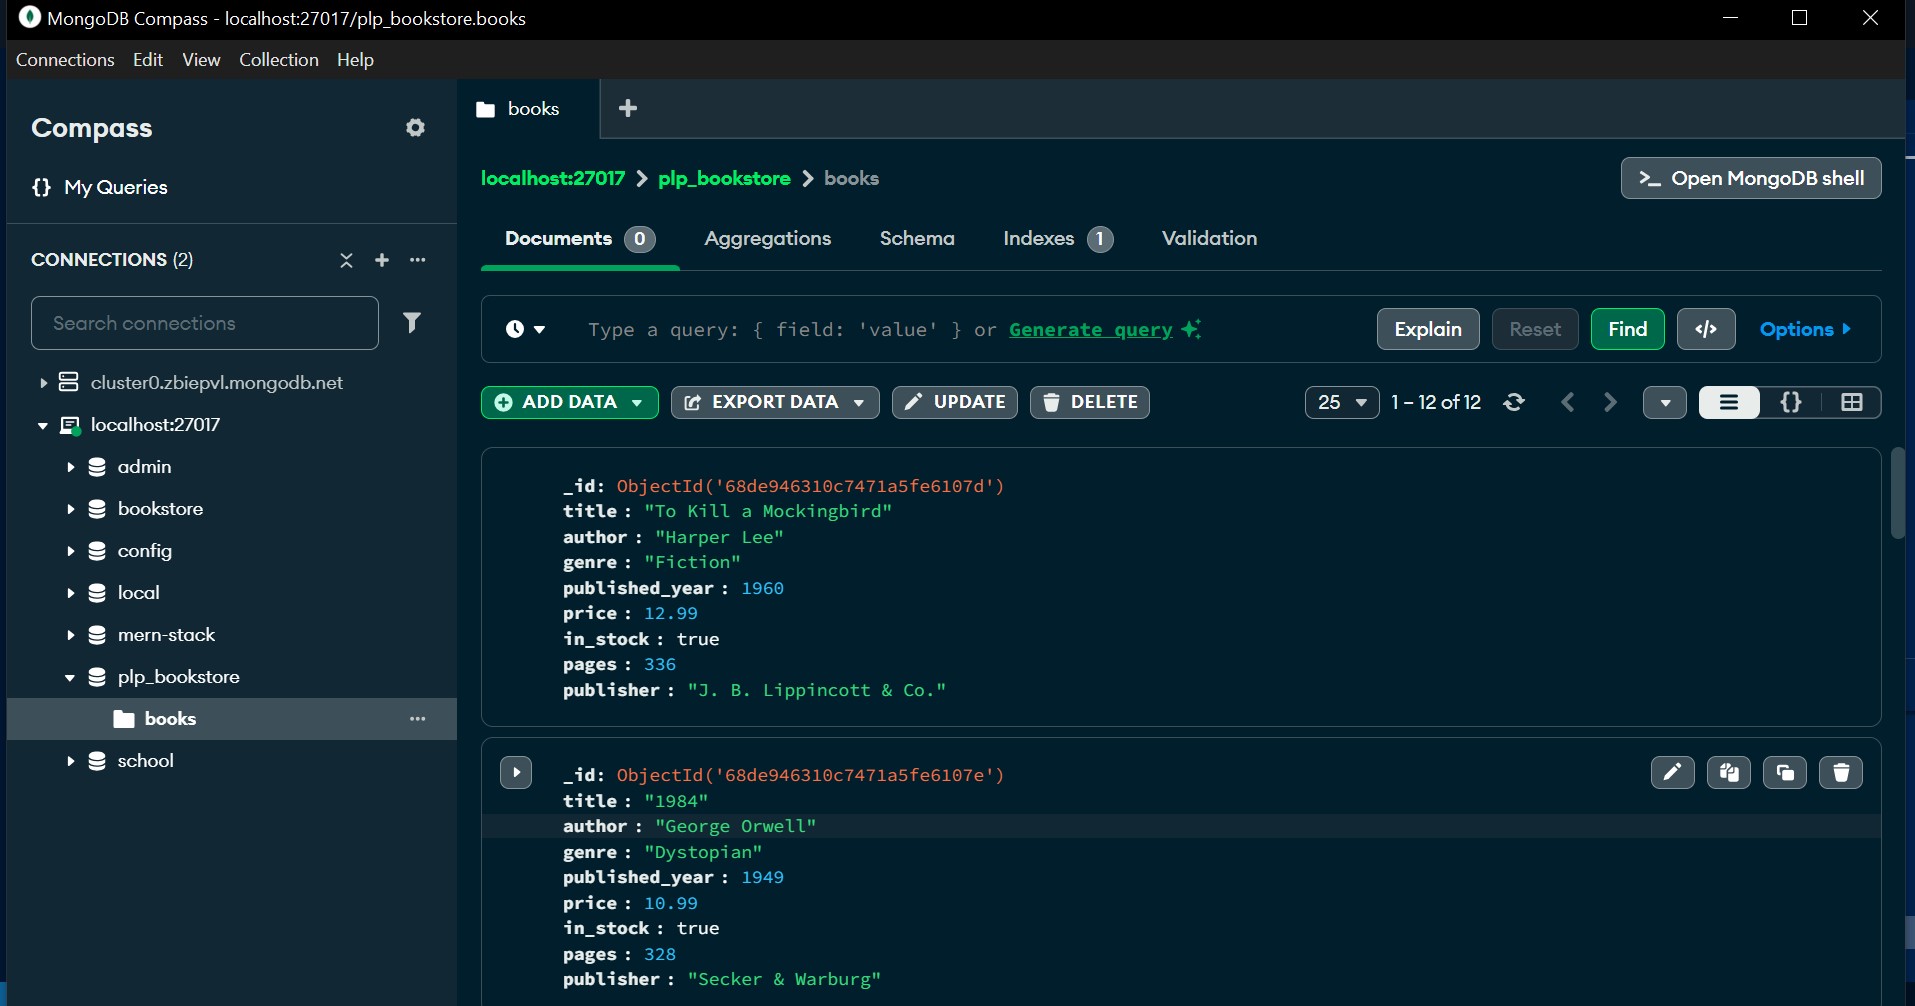 MongoDB Compass - localhost:27017/plp_bookstore.books
Connections Edit View Collection Help
Compass
{} My Queries
CONNECTIONS (2)
Search connections
cluster0.zbiepvl.mongodb.net
localhost:27017
admin
bookstore
config
local
mern-stack
plp_bookstore
books
school
books
localhost:27017 > plp_bookstore > books
>_ Open MongoDB shell
Documents 0 Aggregations Schema Indexes 1 Validation
Type a query: { field: 'value' } or Generate query
Explain Reset Find </> Options
ADD DATA EXPORT DATA UPDATE DELETE
25 1 – 12 of 12 {}
_id: ObjectId('68de946310c7471a5fe6107d')
title : "To Kill a Mockingbird"
author : "Harper Lee"
genre : "Fiction"
published_year : 1960
price : 12.99
in_stock : true
pages : 336
publisher : "J. B. Lippincott & Co."
_id: ObjectId('68de946310c7471a5fe6107e')
title : "1984"
author : "George Orwell"
genre : "Dystopian"
published_year : 1949
price : 10.99
in_stock : true
pages : 328
publisher : "Secker & Warburg"